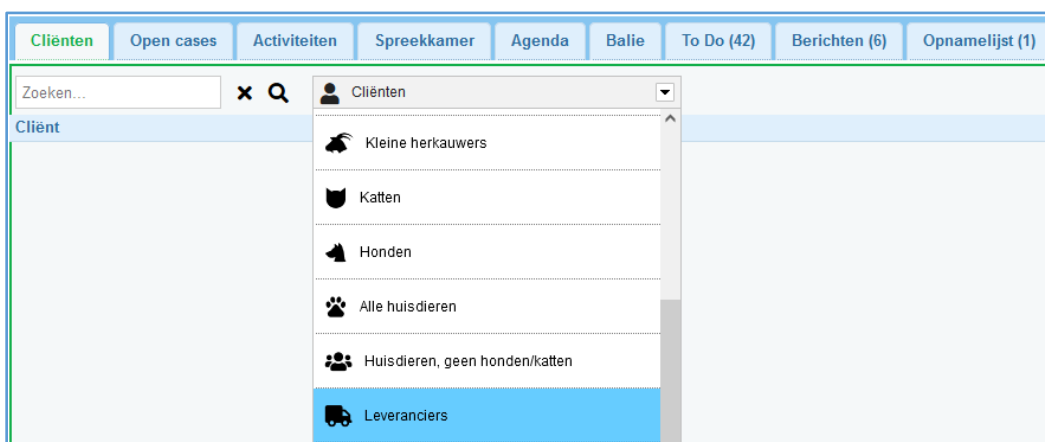 Cliënten Open cases Activiteiten Spreekkamer Agenda Balie To Do (42) Berichten (6) Opnamelijst (1)
Zoeken... Cliënten
Cliënt
Kleine herkauwers
Katten
Honden
Alle huisdieren
Huisdieren, geen honden/katten
Leveranciers